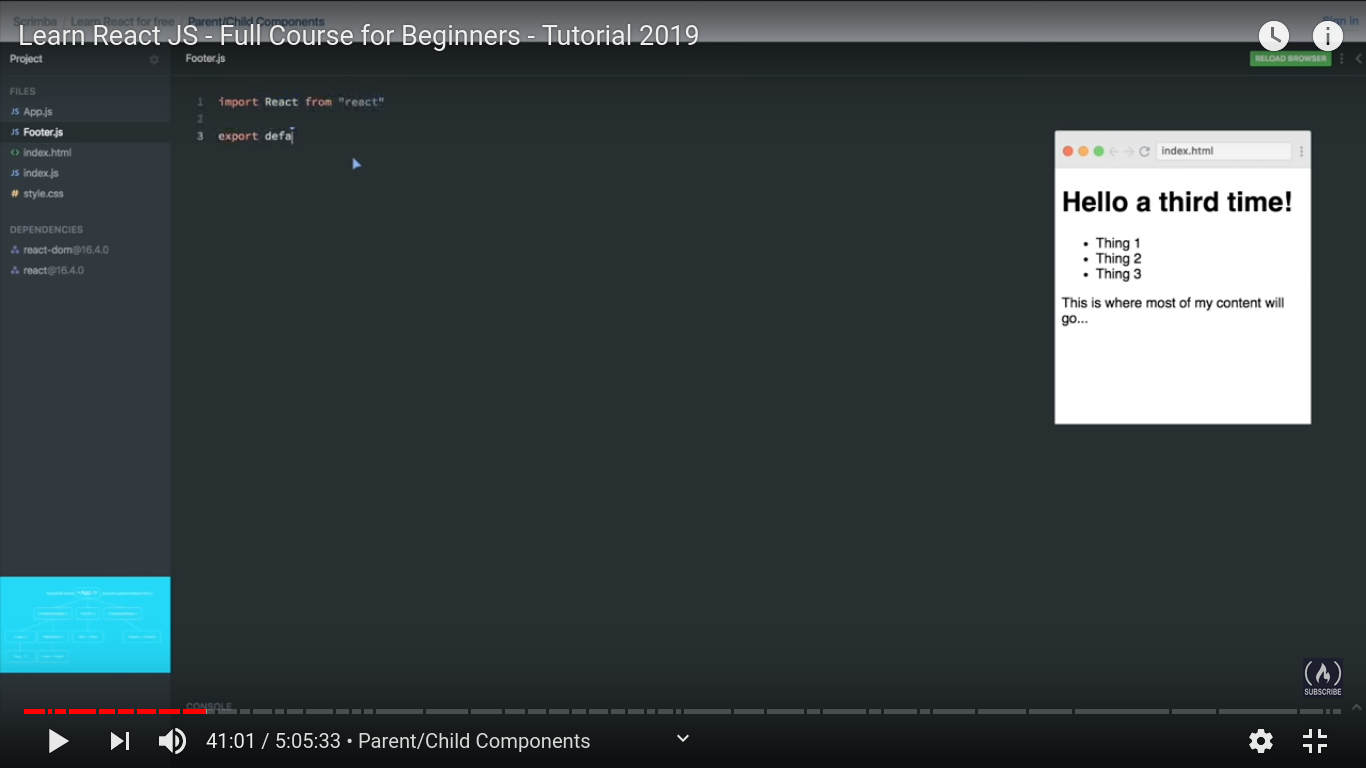 Scrimba / Learn React for free / Parent/Child Components
Sign in
Learn React JS - Full Course for Beginners - Tutorial 2019
Project
Footer.js
RELOAD BROWSER
FILES
JS App.js
JS Footer.js
<> index.html
JS index.js
# style.css
DEPENDENCIES
react-dom@16.4.0
react@16.4.0
1 import React from "react"
2
3 export defa
index.html
Hello a third time!
• Thing 1
• Thing 2
• Thing 3
This is where most of my content will
go...
<App />
SUBSCRIBE
CONSOLE
41:01 / 5:05:33 • Parent/Child Components